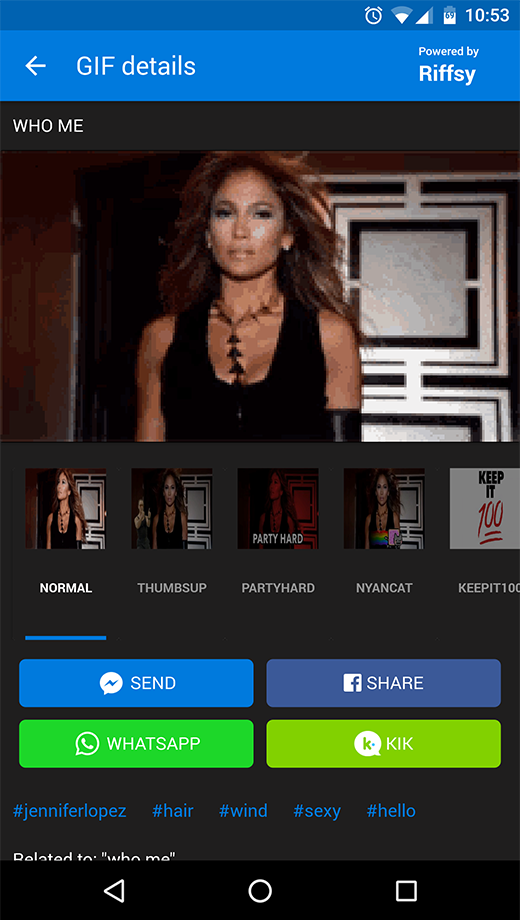 10:53
GIF details
Powered by
Riffsy
WHO ME
PARTY HARD
KEEP
IT
100
NORMAL THUMBSUP PARTYHARD NYANCAT KEEPIT100
SEND SHARE
WHATSAPP KIK
#jenniferlopez #hair #wind #sexy #hello
Related to: "who me"